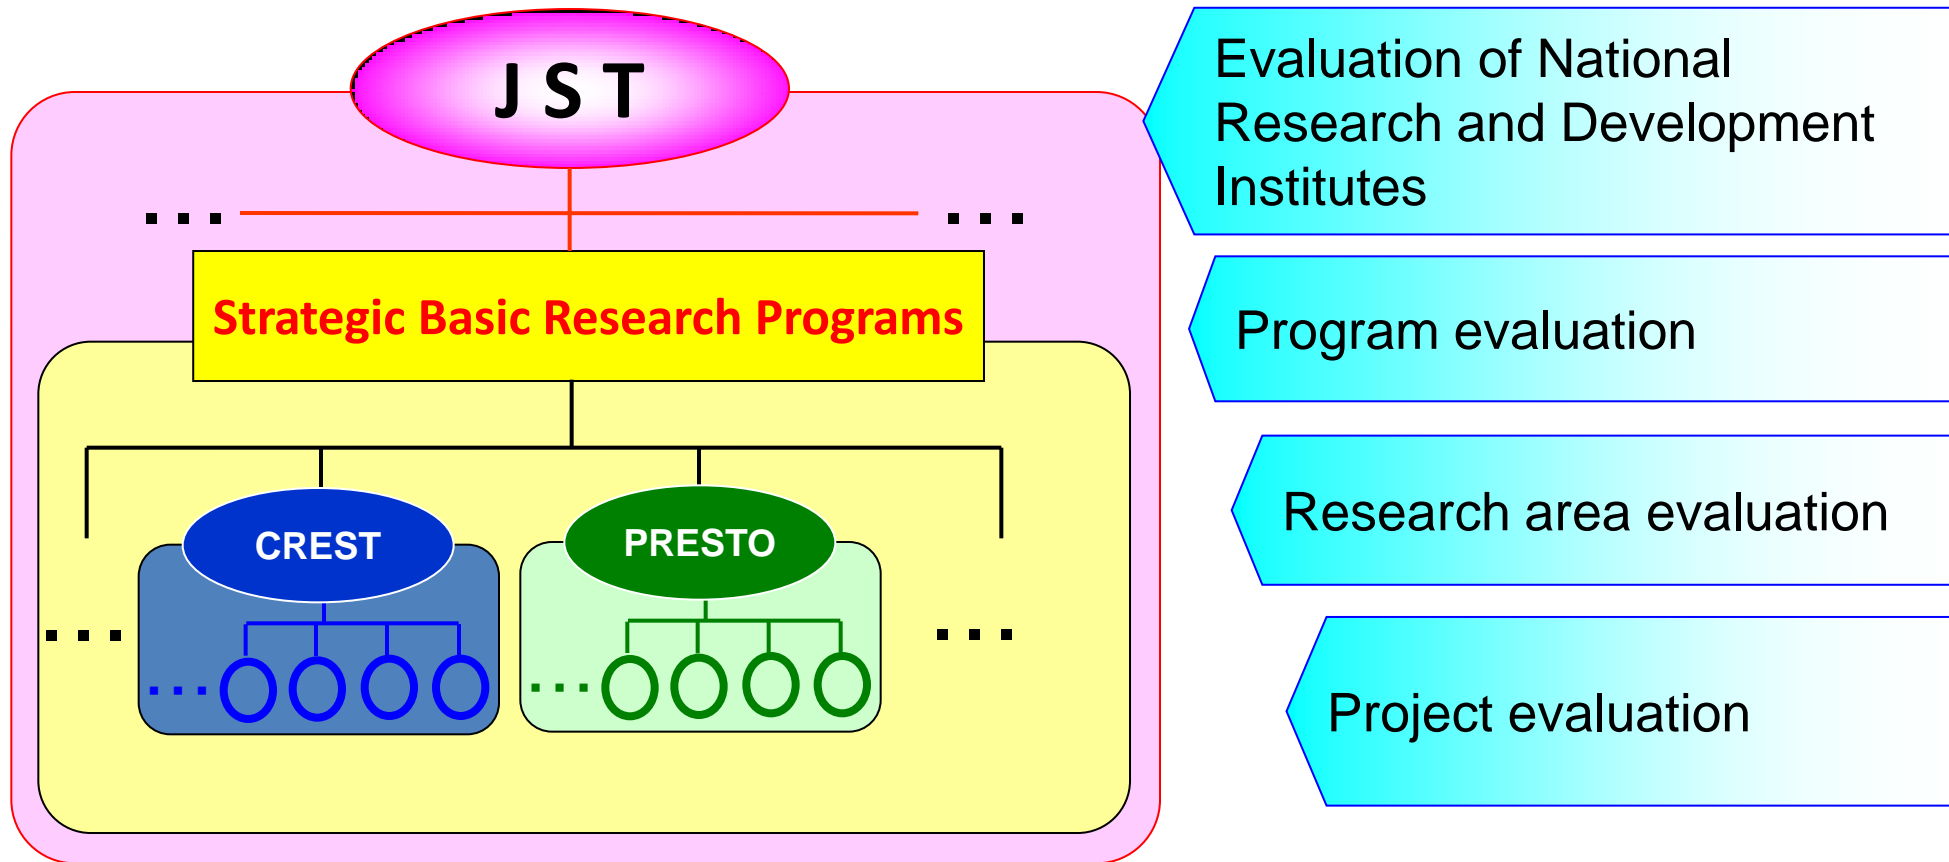 J S T
Evaluation of National
Research and Development
Institutes
Strategic Basic Research Programs
Program evaluation
CREST
PRESTO
Research area evaluation
Project evaluation